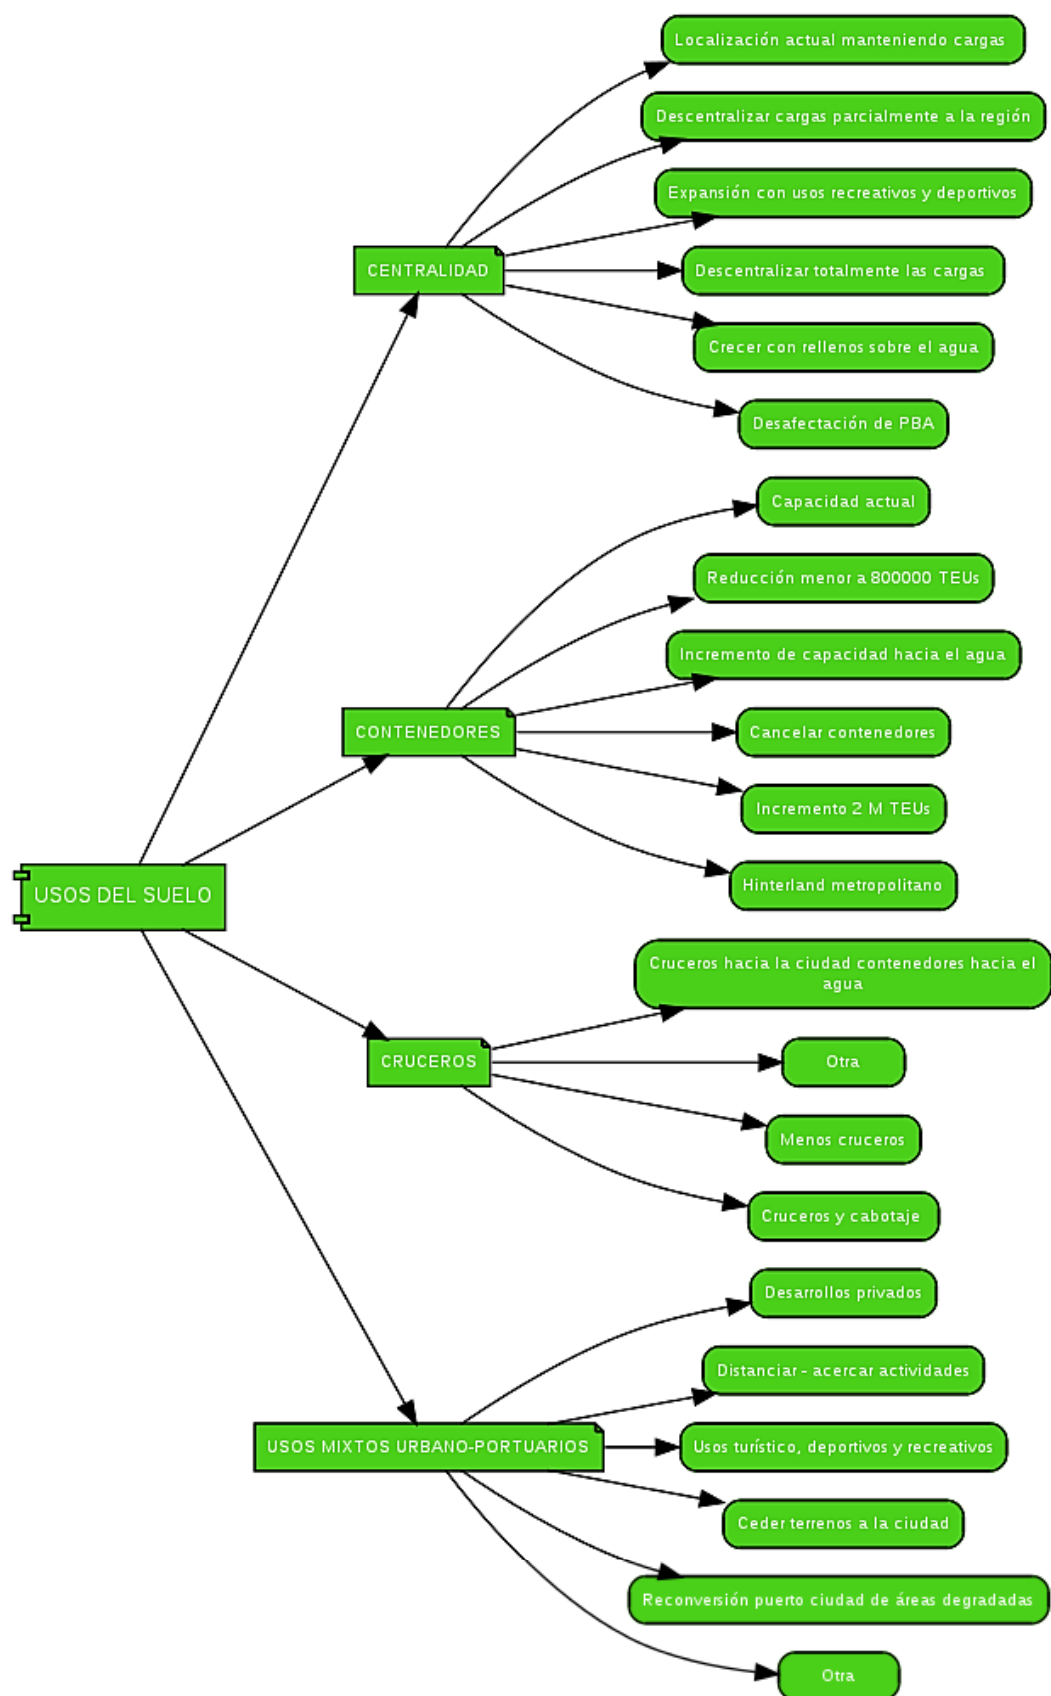 Localización actual manteniendo cargas
Descentralizar cargas parcialmente a la región
Expansión con usos recreativos y deportivos
CENTRALIDAD
Descentralizar totalmente las cargas
Crecer con rellenos sobre el agua
Desafectación de PBA
Capacidad actual
Reducción menor a 800000 TEUs
Incremento de capacidad hacia el agua
CONTENEDORES
Cancelar contenedores
Incremento 2 M TEUs
Hinterland metropolitano
USOS DEL SUELO
Cruceros hacia la ciudad contenedores hacia el
agua
CRUCEROS
Otra
Menos cruceros
Cruceros y cabotaje
Desarrollos privados
Distanciar - acercar actividades
USOS MIXTOS URBANO-PORTUARIOS
Usos turístico, deportivos y recreativos
Ceder terrenos a la ciudad
Reconversión puerto ciudad de áreas degradadas
Otra